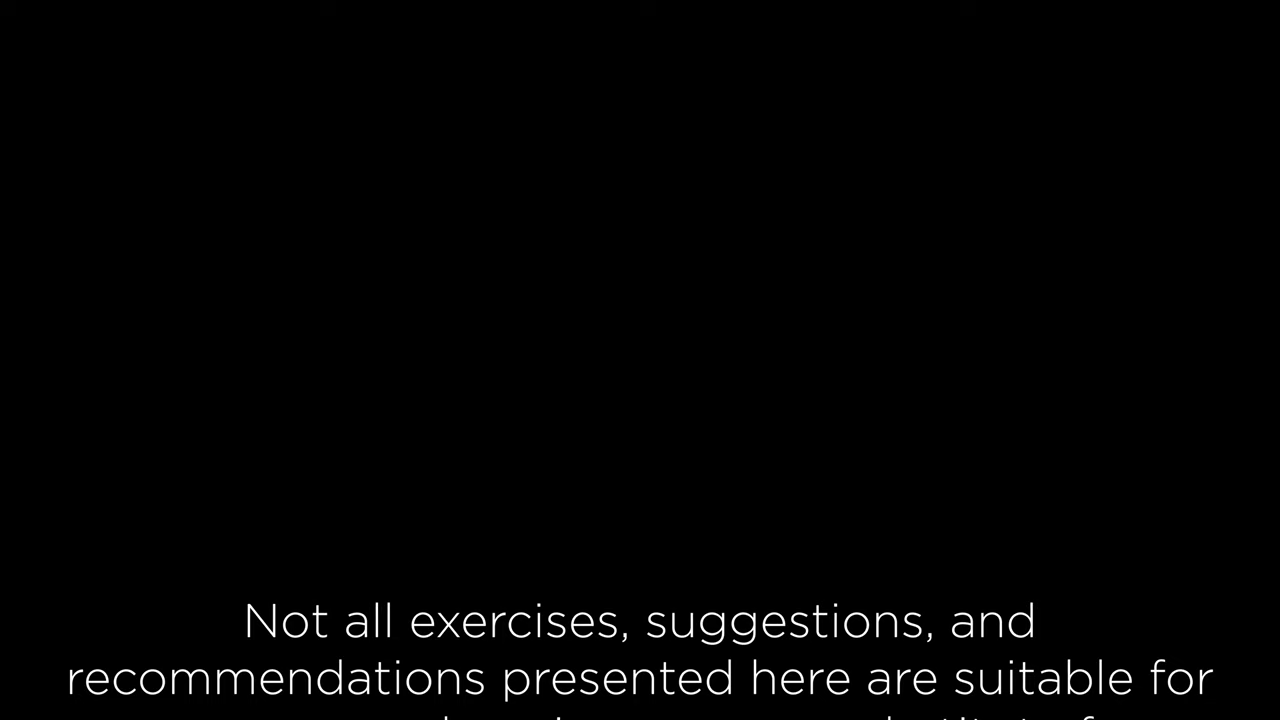 Not all exercises, suggestions, and
recommendations presented here are suitable for